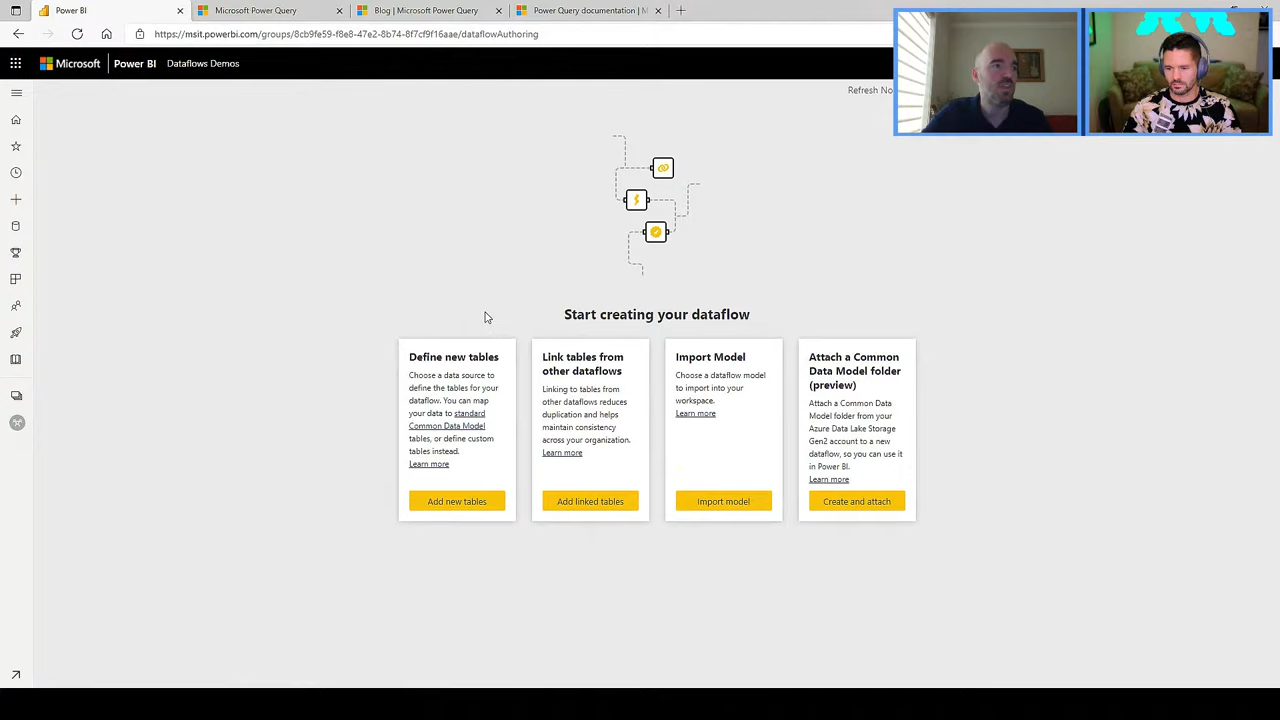 Power BI
Microsoft Power Query
Blog | Microsoft Power Query
Power Query documentation | M
https://msit.powerbi.com/groups/8cb9fe59-f8e8-47e2-8b74-8f7cf9f16aae/dataflowAuthoring
Microsoft
Power BI
Dataflows Demos
Refresh No
Start creating your dataflow
Define new tables
Choose a data source to
define the tables for your
dataflow. You can map
your data to standard
Common Data Model
tables, or define custom
tables instead.
Learn more
Add new tables
Link tables from
other dataflows
Linking to tables from
other dataflows reduces
duplication and helps
maintain consistency
across your organization.
Learn more
Add linked tables
Import Model
Choose a dataflow model
to import into your
workspace.
Learn more
Import model
Attach a Common
Data Model folder
(preview)
Attach a Common Data
Model folder from your
Azure Data Lake Storage
Gen2 account to a new
dataflow, so you can use it
in Power BI.
Learn more
Create and attach